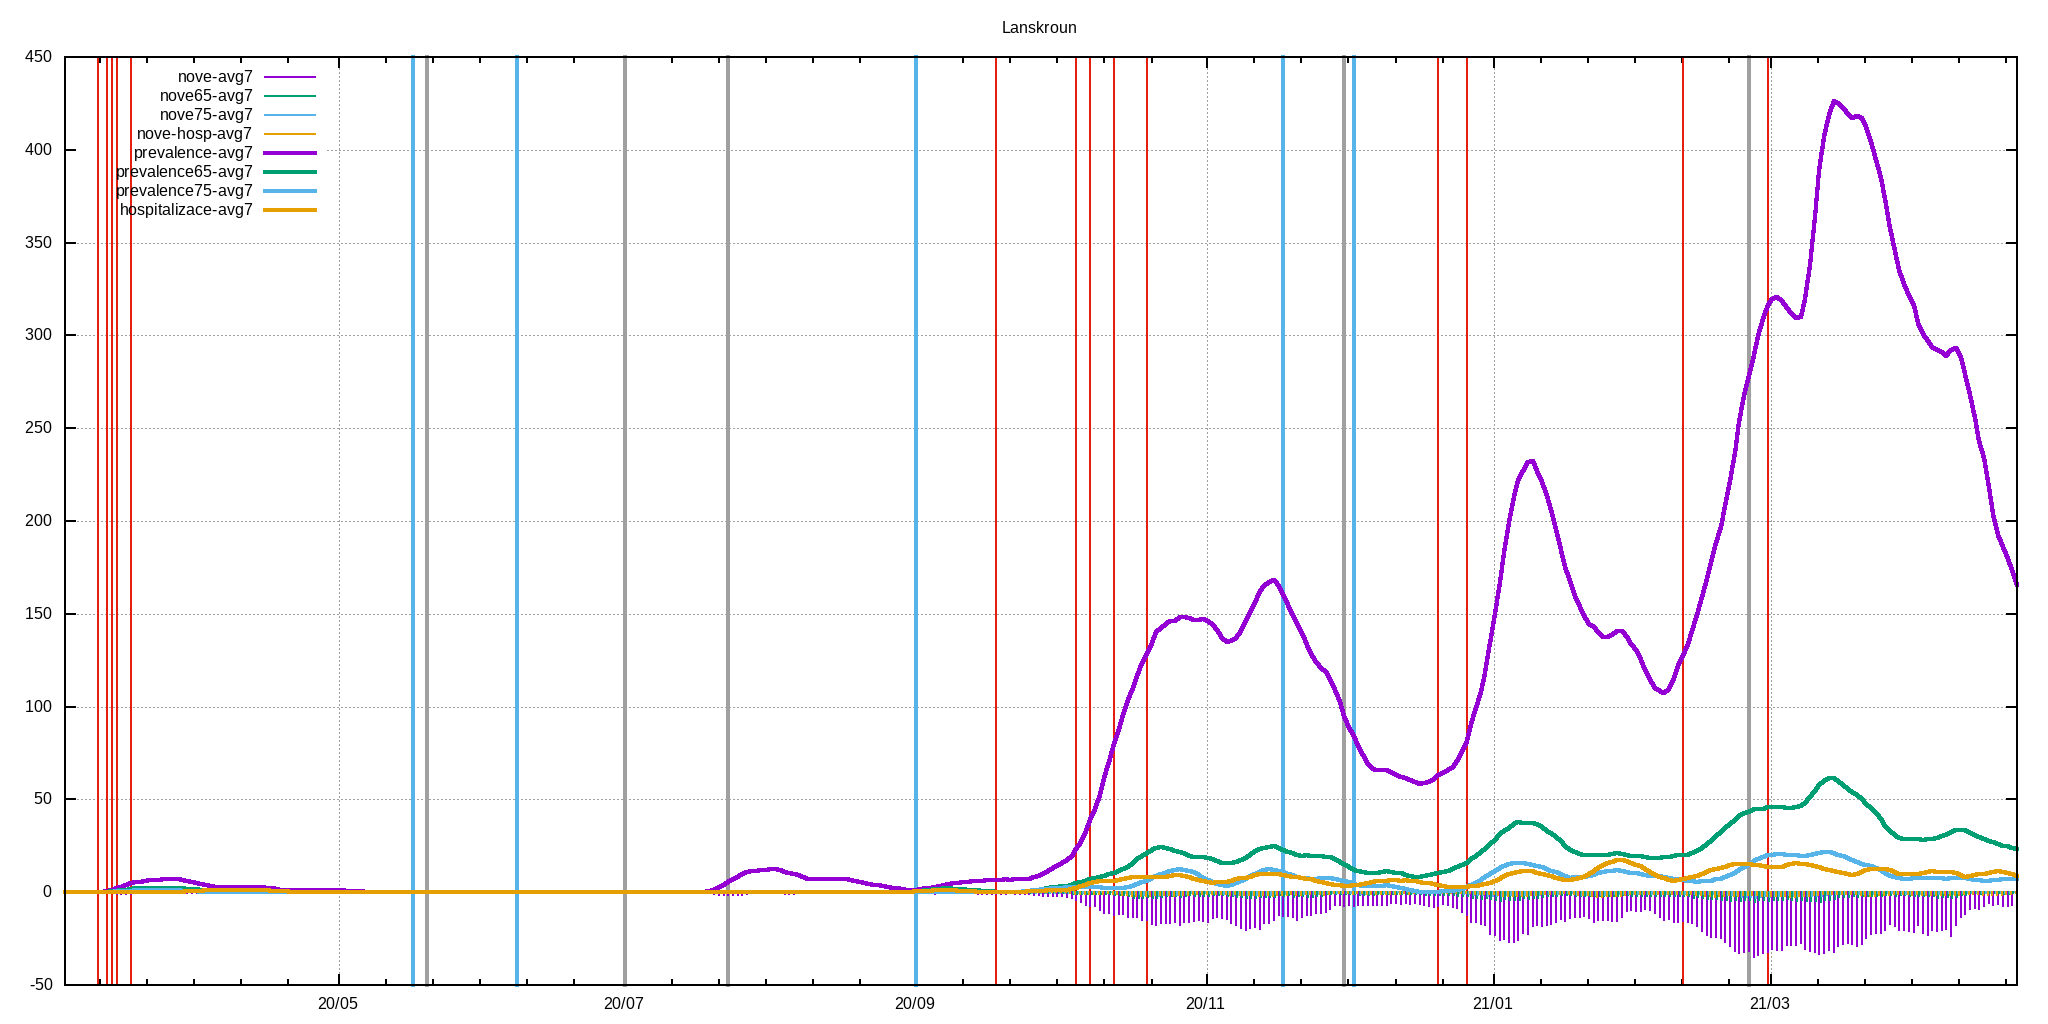 Lanskroun
450
400
350
300
250
200
150
100
50
0
-50
nove-avg7
nove65-avg7
nove75-avg7
nove-hosp-avg7
prevalence-avg7
prevalence65-avg7
prevalence75-avg7
hospitalizace-avg7
20/05 20/07 20/09 20/11 21/01 21/03